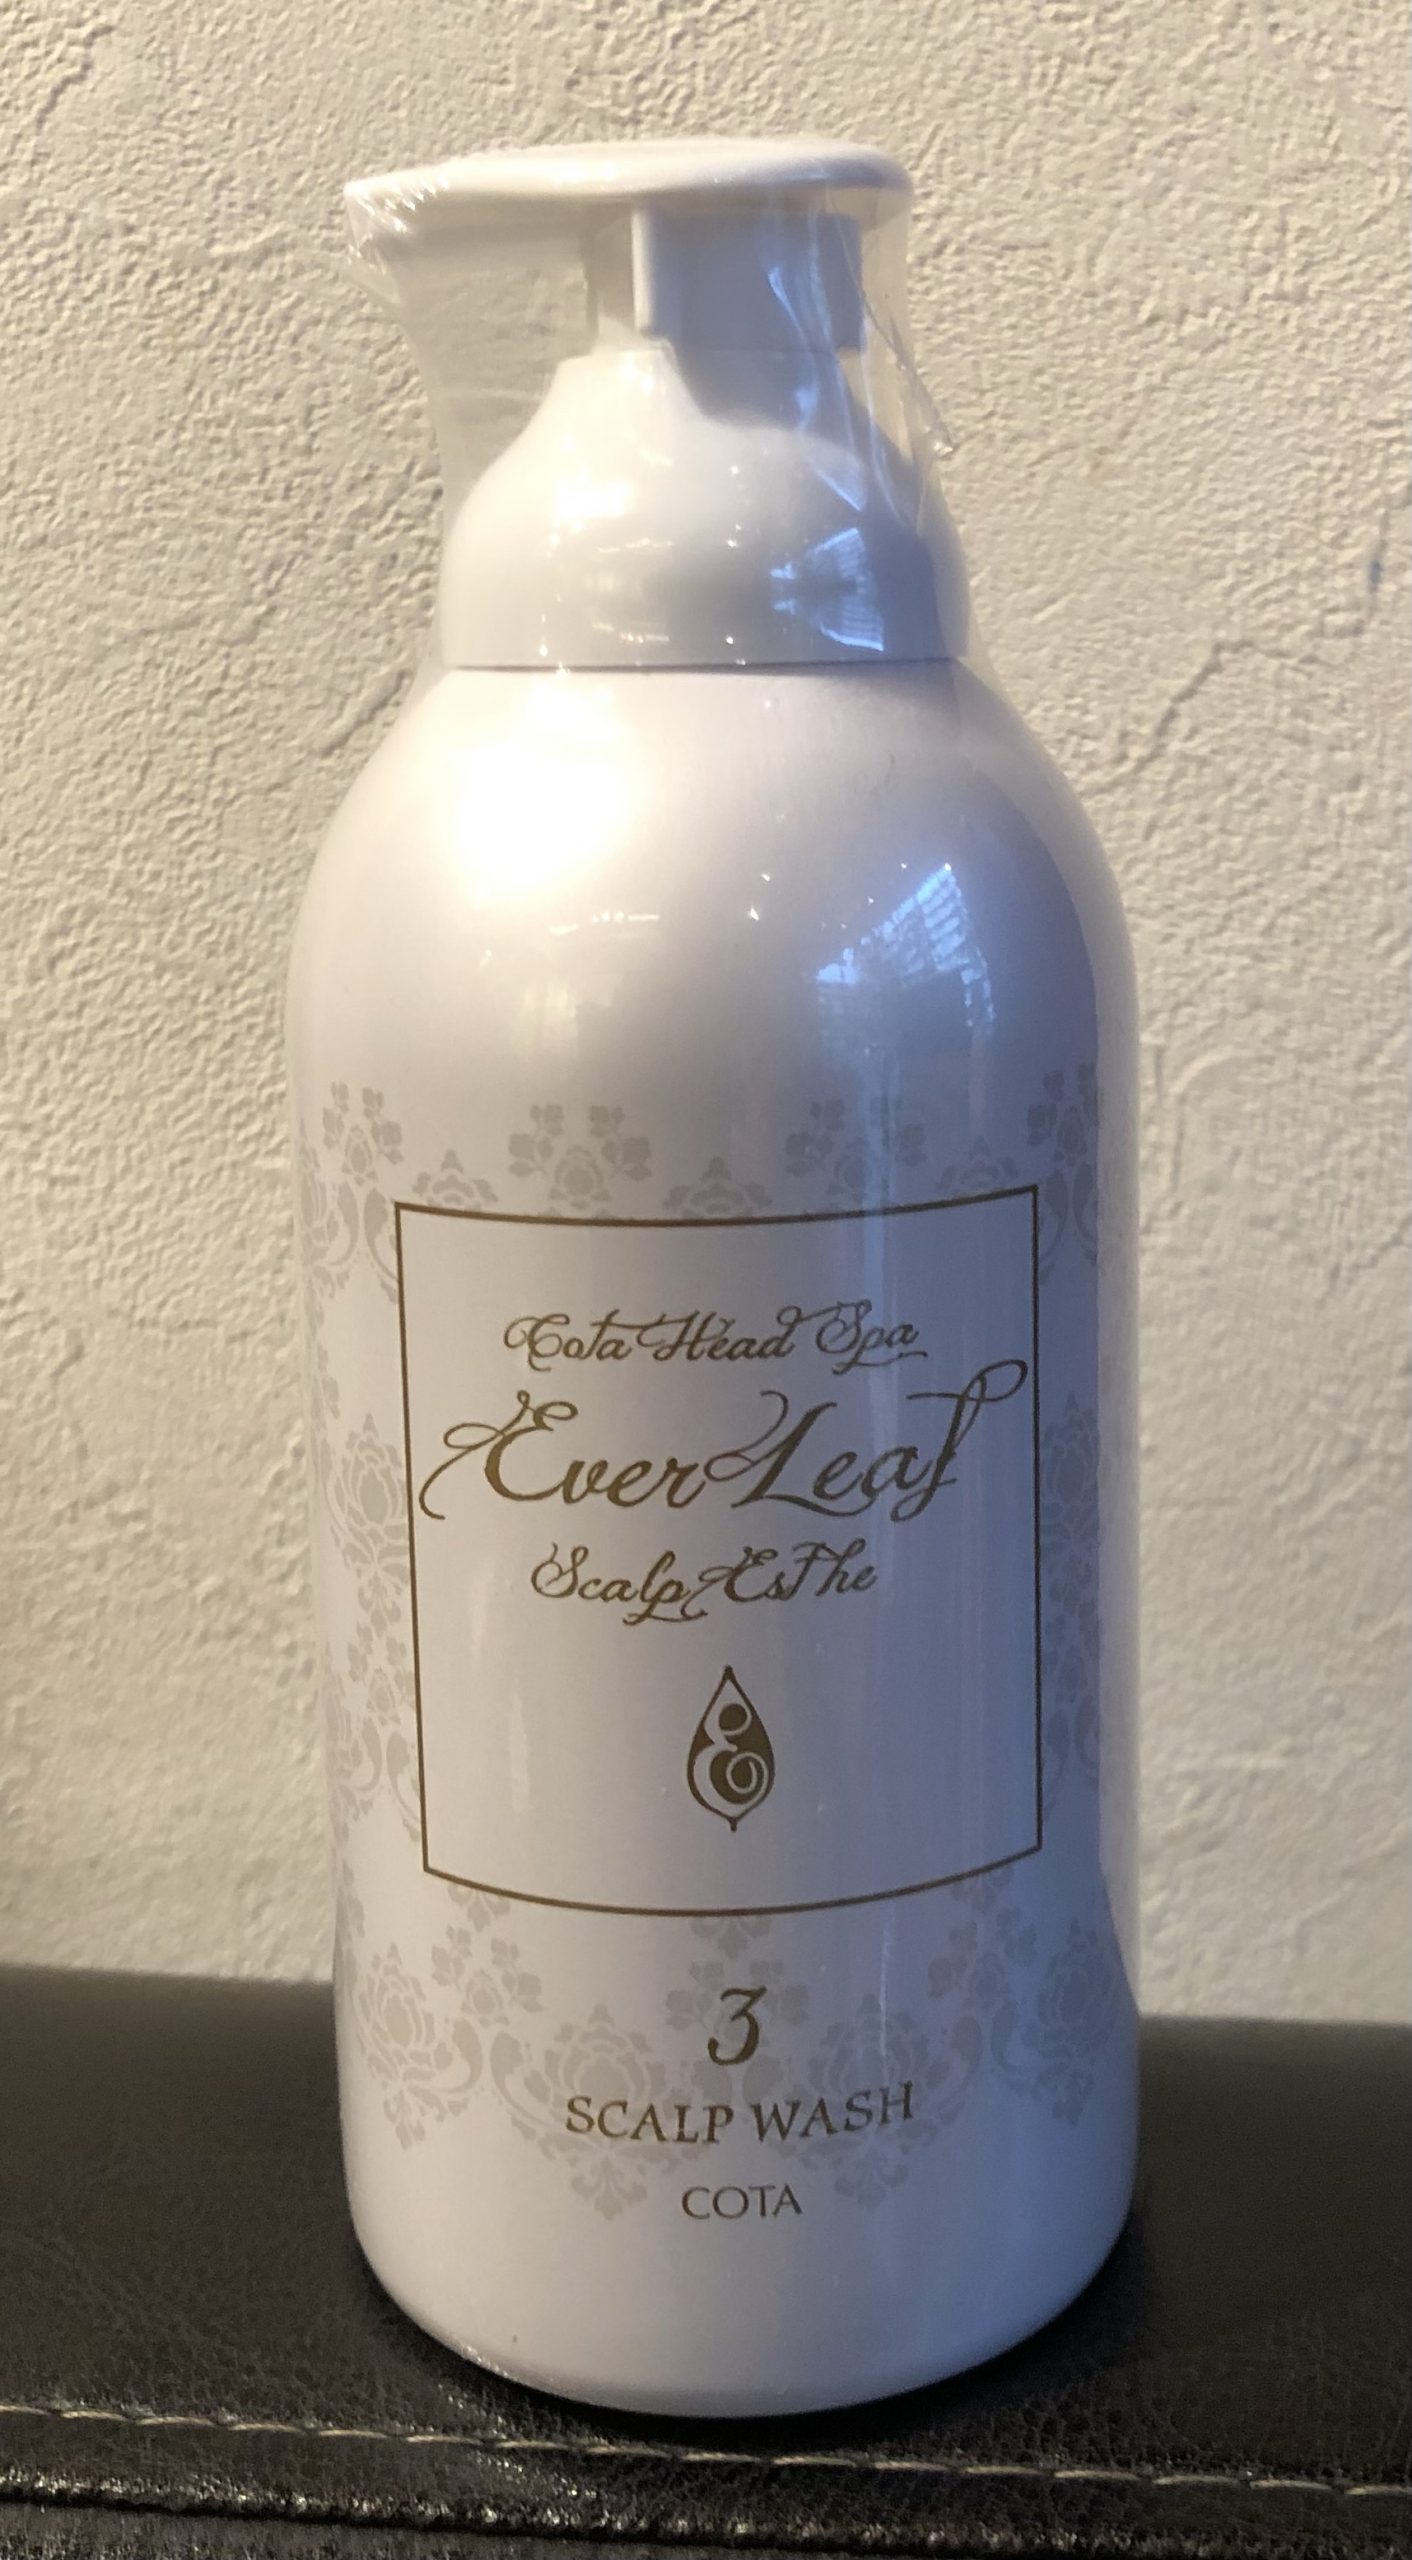 Cota Head Spa
Ever Leaf
Scalp Esthe
E
3
SCALP WASH
COTA